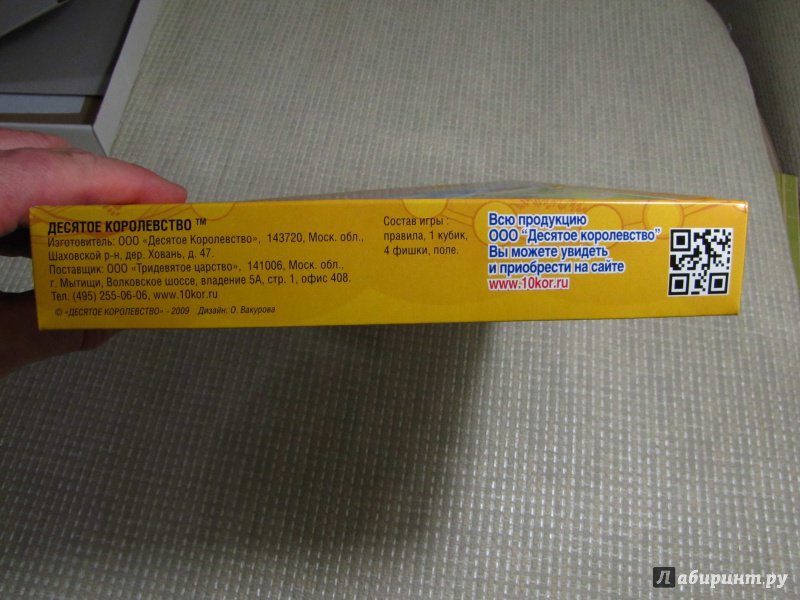 ДЕСЯТОЕ КОРОЛЕВСТВО ™
Изготовитель: ООО «Десятое Королевство», 143720, Моск. обл.,
Шаховской р-н, дер. Ховань, д. 47.
Поставщик: ООО «Тридевятое царство», 141006, Моск. обл.,
г. Мытищи, Волковское шоссе, владение 5А, стр. 1, офис 408.
Тел. (495) 255-06-06, www.10kor.ru
© «ДЕСЯТОЕ КОРОЛЕВСТВО» - 2009 Дизайн: О. Вакурова
Состав игры :
правила, 1 кубик,
4 фишки, поле.
Всю продукцию
ООО "Десятое королевство"
Вы можете увидеть
и приобрести на сайте
www.10kor.ru
Лабиринт.ру